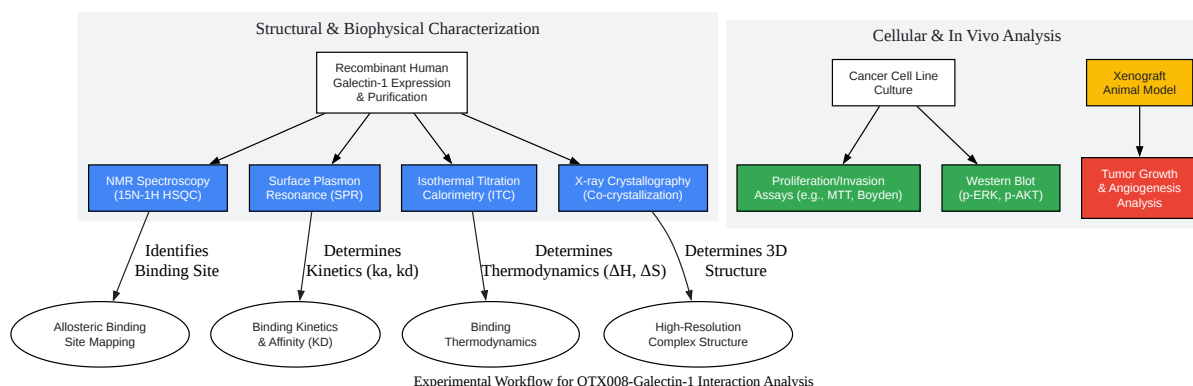 Structural & Biophysical Characterization
Recombinant Human
Galectin-1 Expression
& Purification
NMR Spectroscopy
(15N-1H HSQC)
Surface Plasmon
Resonance (SPR)
Isothermal Titration
Calorimetry (ITC)
X-ray Crystallography
(Co-crystallization)
Identifies
Binding Site
Determines
Kinetics (ka, kd)
Determines
Thermodynamics (ΔH, ΔS)
Determines 3D
Structure
Allosteric Binding
Site Mapping
Binding Kinetics
& Affinity (KD)
Binding
Thermodynamics
High-Resolution
Complex Structure
Cellular & In Vivo Analysis
Cancer Cell Line
Culture
Xenograft
Animal Model
Proliferation/Invasion
Assays (e.g., MTT, Boyden)
Western Blot
(p-ERK, p-AKT)
Tumor Growth
& Angiogenesis
Analysis
Experimental Workflow for OTX008-Galectin-1 Interaction Analysis